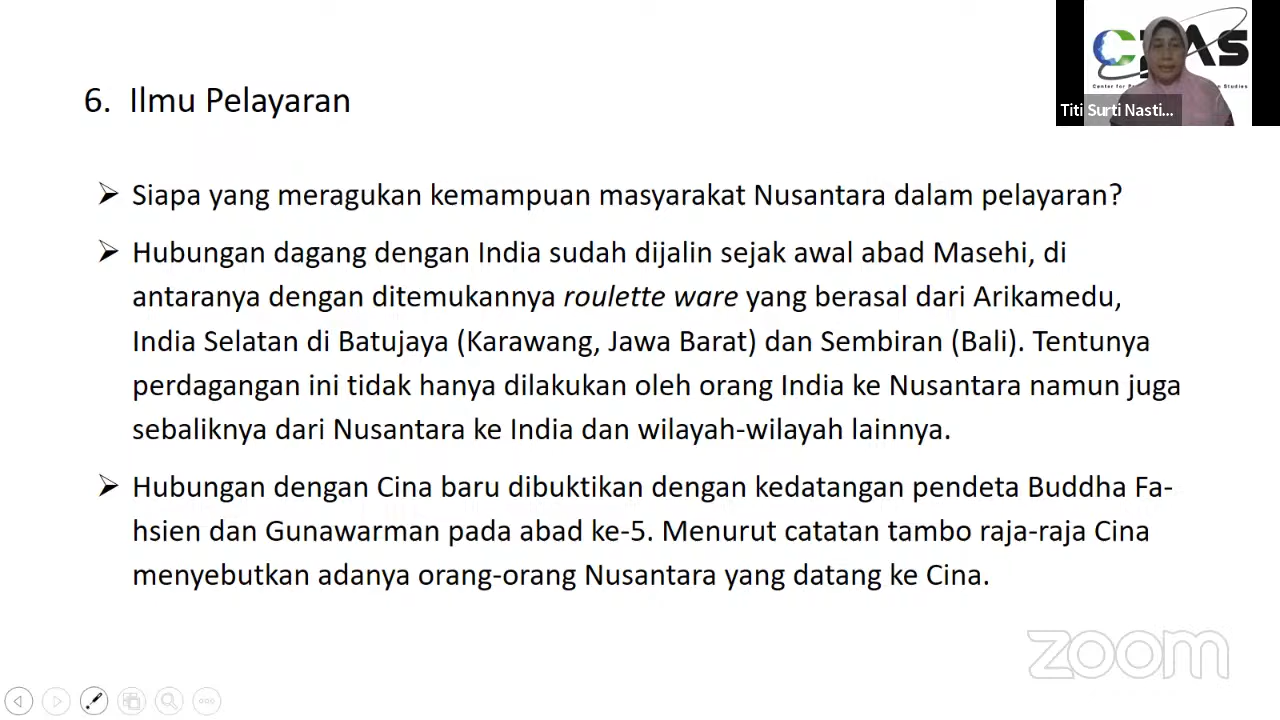 6. Ilmu Pelayaran
Siapa yang meragukan kemampuan masyarakat Nusantara dalam pelayaran?
Hubungan dagang dengan India sudah dijalin sejak awal abad Masehi, di
antaranya dengan ditemukannya roulette ware yang berasal dari Arikamedu,
India Selatan di Batujaya (Karawang, Jawa Barat) dan Sembiran (Bali). Tentunya
perdagangan ini tidak hanya dilakukan oleh orang India ke Nusantara namun juga
sebaliknya dari Nusantara ke India dan wilayah-wilayah lainnya.
Hubungan dengan Cina baru dibuktikan dengan kedatangan pendeta Buddha Fa-
hsien dan Gunawarman pada abad ke-5. Menurut catatan tambo raja-raja Cina
menyebutkan adanya orang-orang Nusantara yang datang ke Cina.
Titi Surti Nasti...
Center for
Studies
zoom